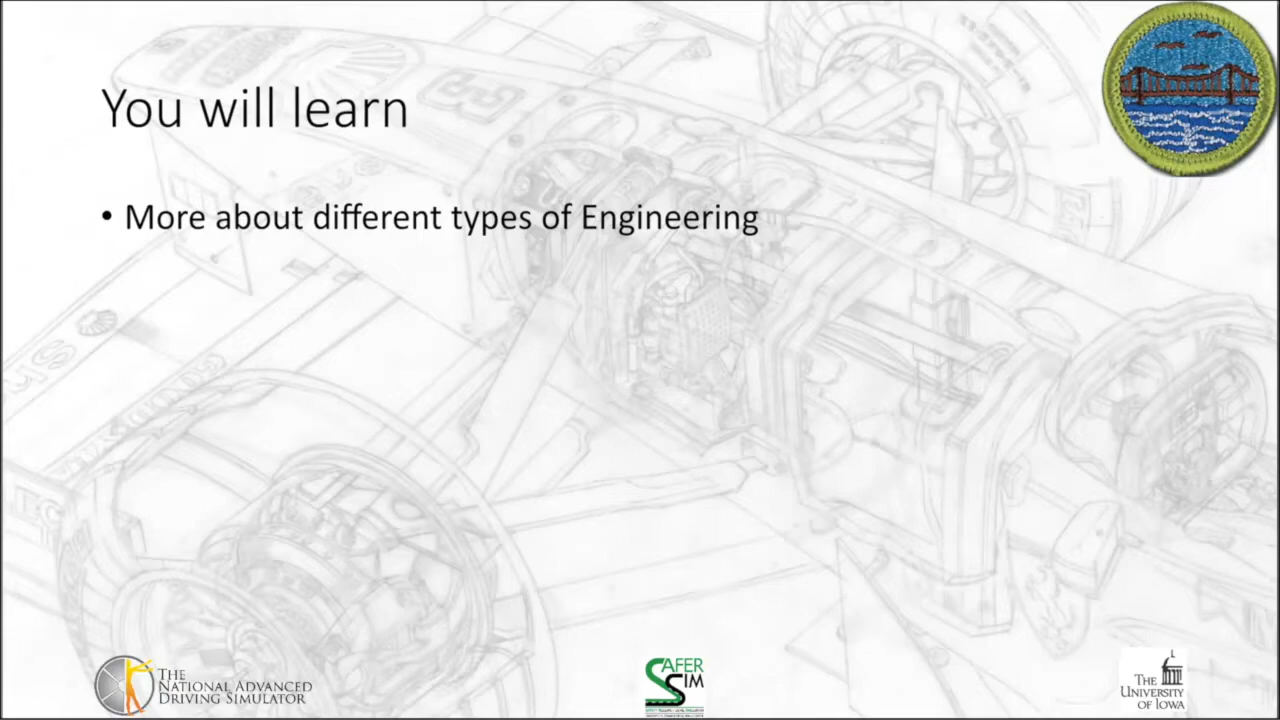 You will learn
• More about different types of Engineering
THE
NATIONAL ADVANCED
DRIVING SIMULATOR
SAFER
SIM
THE
UNIVERSITY
OF IOWA